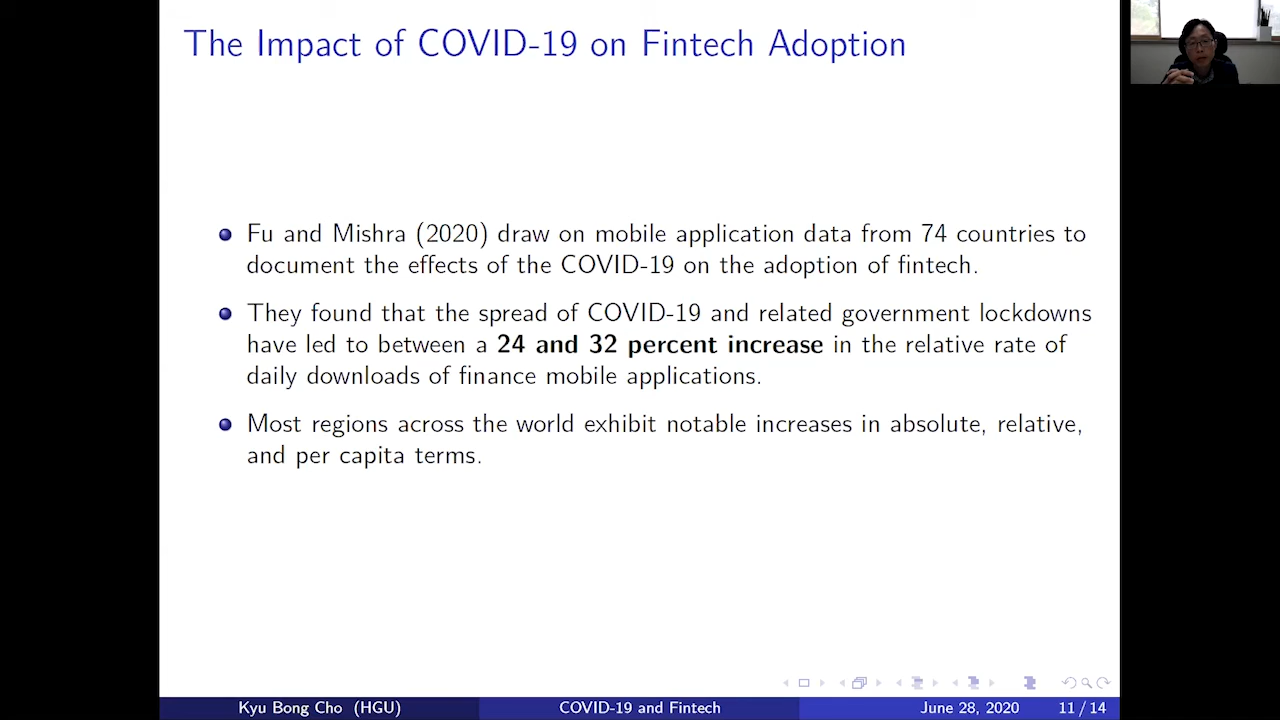 The Impact of COVID-19 on Fintech Adoption
Fu and Mishra (2020) draw on mobile application data from 74 countries to
document the effects of the COVID-19 on the adoption of fintech.
They found that the spread of COVID-19 and related government lockdowns
have led to between a 24 and 32 percent increase in the relative rate of
daily downloads of finance mobile applications.
Most regions across the world exhibit notable increases in absolute, relative,
and per capita terms.
Kyu Bong Cho (HGU) COVID-19 and Fintech June 28, 2020 11 / 14